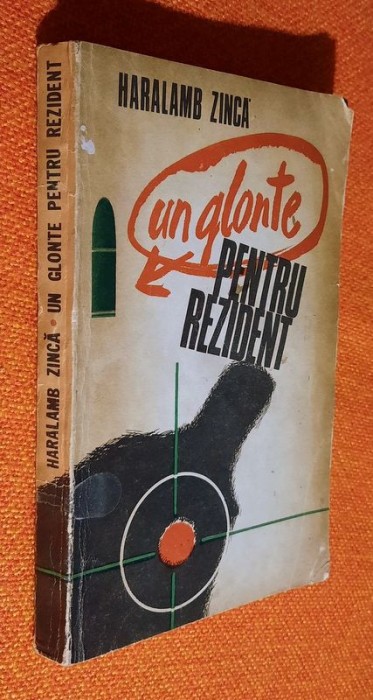 HARALAMB ZINCĂ
un glonte
PENTRU
REZIDENT
HARALAMB ZINCĂ • UN GLONTE PENTRU REZIDENT